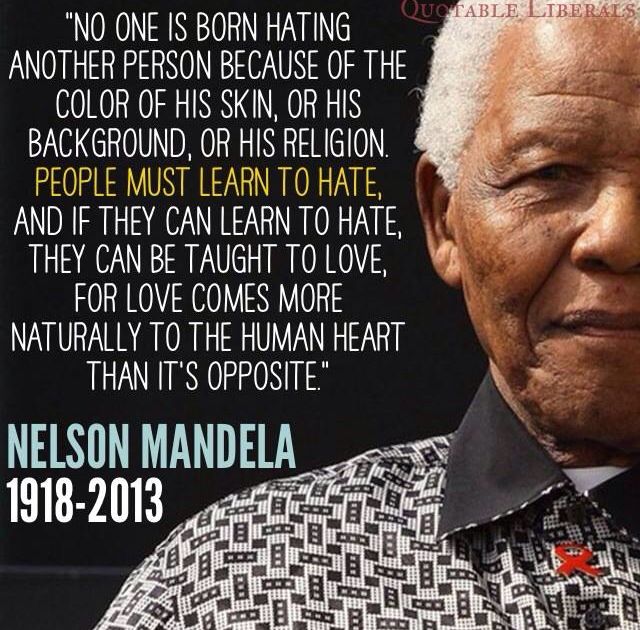 QUOTABLE LIBERALS
"NO ONE IS BORN HATING
ANOTHER PERSON BECAUSE OF THE
COLOR OF HIS SKIN, OR HIS
BACKGROUND, OR HIS RELIGION.
PEOPLE MUST LEARN TO HATE,
AND IF THEY CAN LEARN TO HATE,
THEY CAN BE TAUGHT TO LOVE,
FOR LOVE COMES MORE
NATURALLY TO THE HUMAN HEART
THAN IT'S OPPOSITE."
NELSON MANDELA
1918-2013